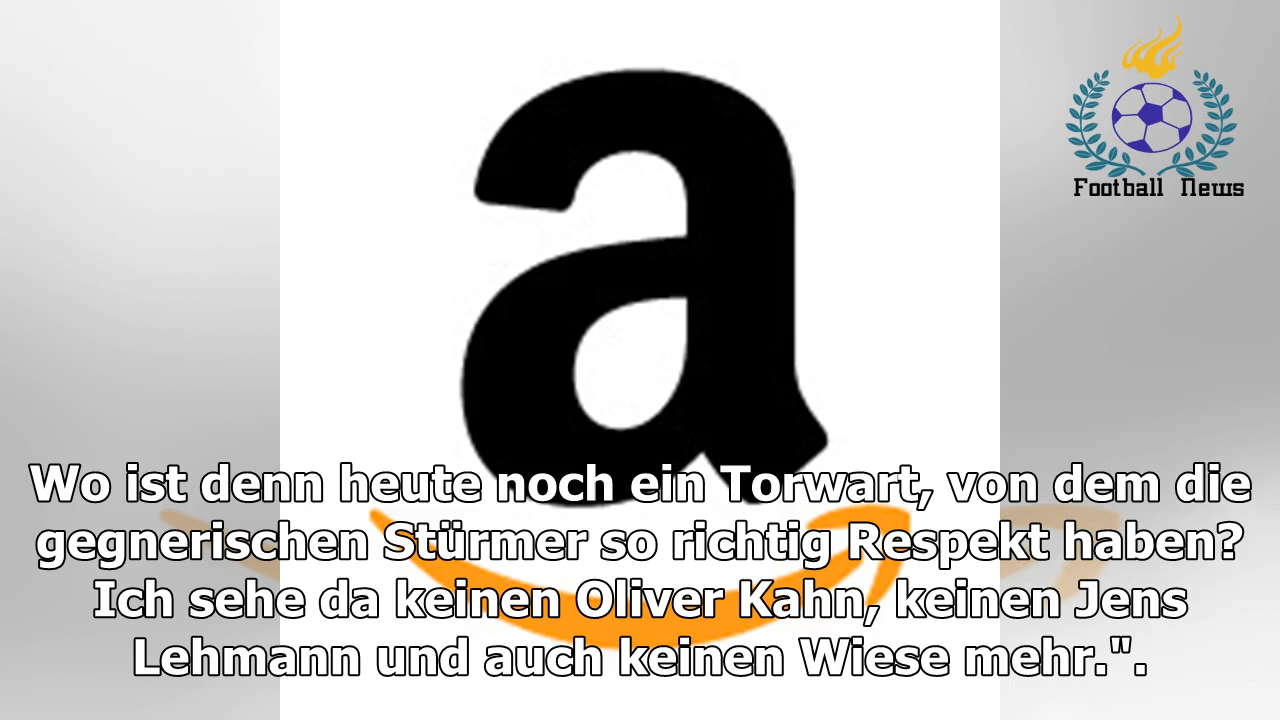 Football News
Wo ist denn heute noch ein Torwart, von dem die
gegnerischen Stürmer so richtig Respekt haben?
Ich sehe da keinen Oliver Kahn, keinen Jens
Lehmann und auch keinen Wiese mehr.".